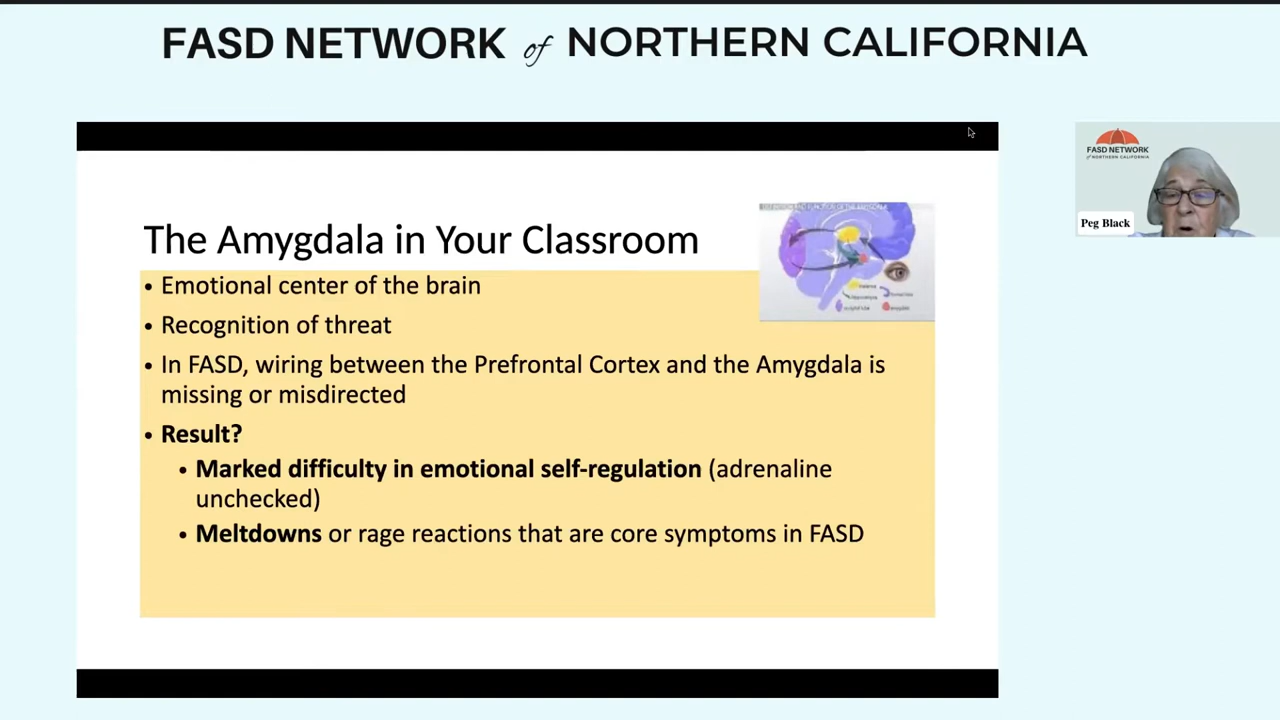 FASD NETWORK of NORTHERN CALIFORNIA
FASD NETWORK
of NORTHERN CALIFORNIA
Peg Black
The Amygdala in Your Classroom
• Emotional center of the brain
• Recognition of threat
• In FASD, wiring between the Prefrontal Cortex and the Amygdala is
missing or misdirected
• Result?
• Marked difficulty in emotional self-regulation (adrenaline
unchecked)
• Meltdowns or rage reactions that are core symptoms in FASD